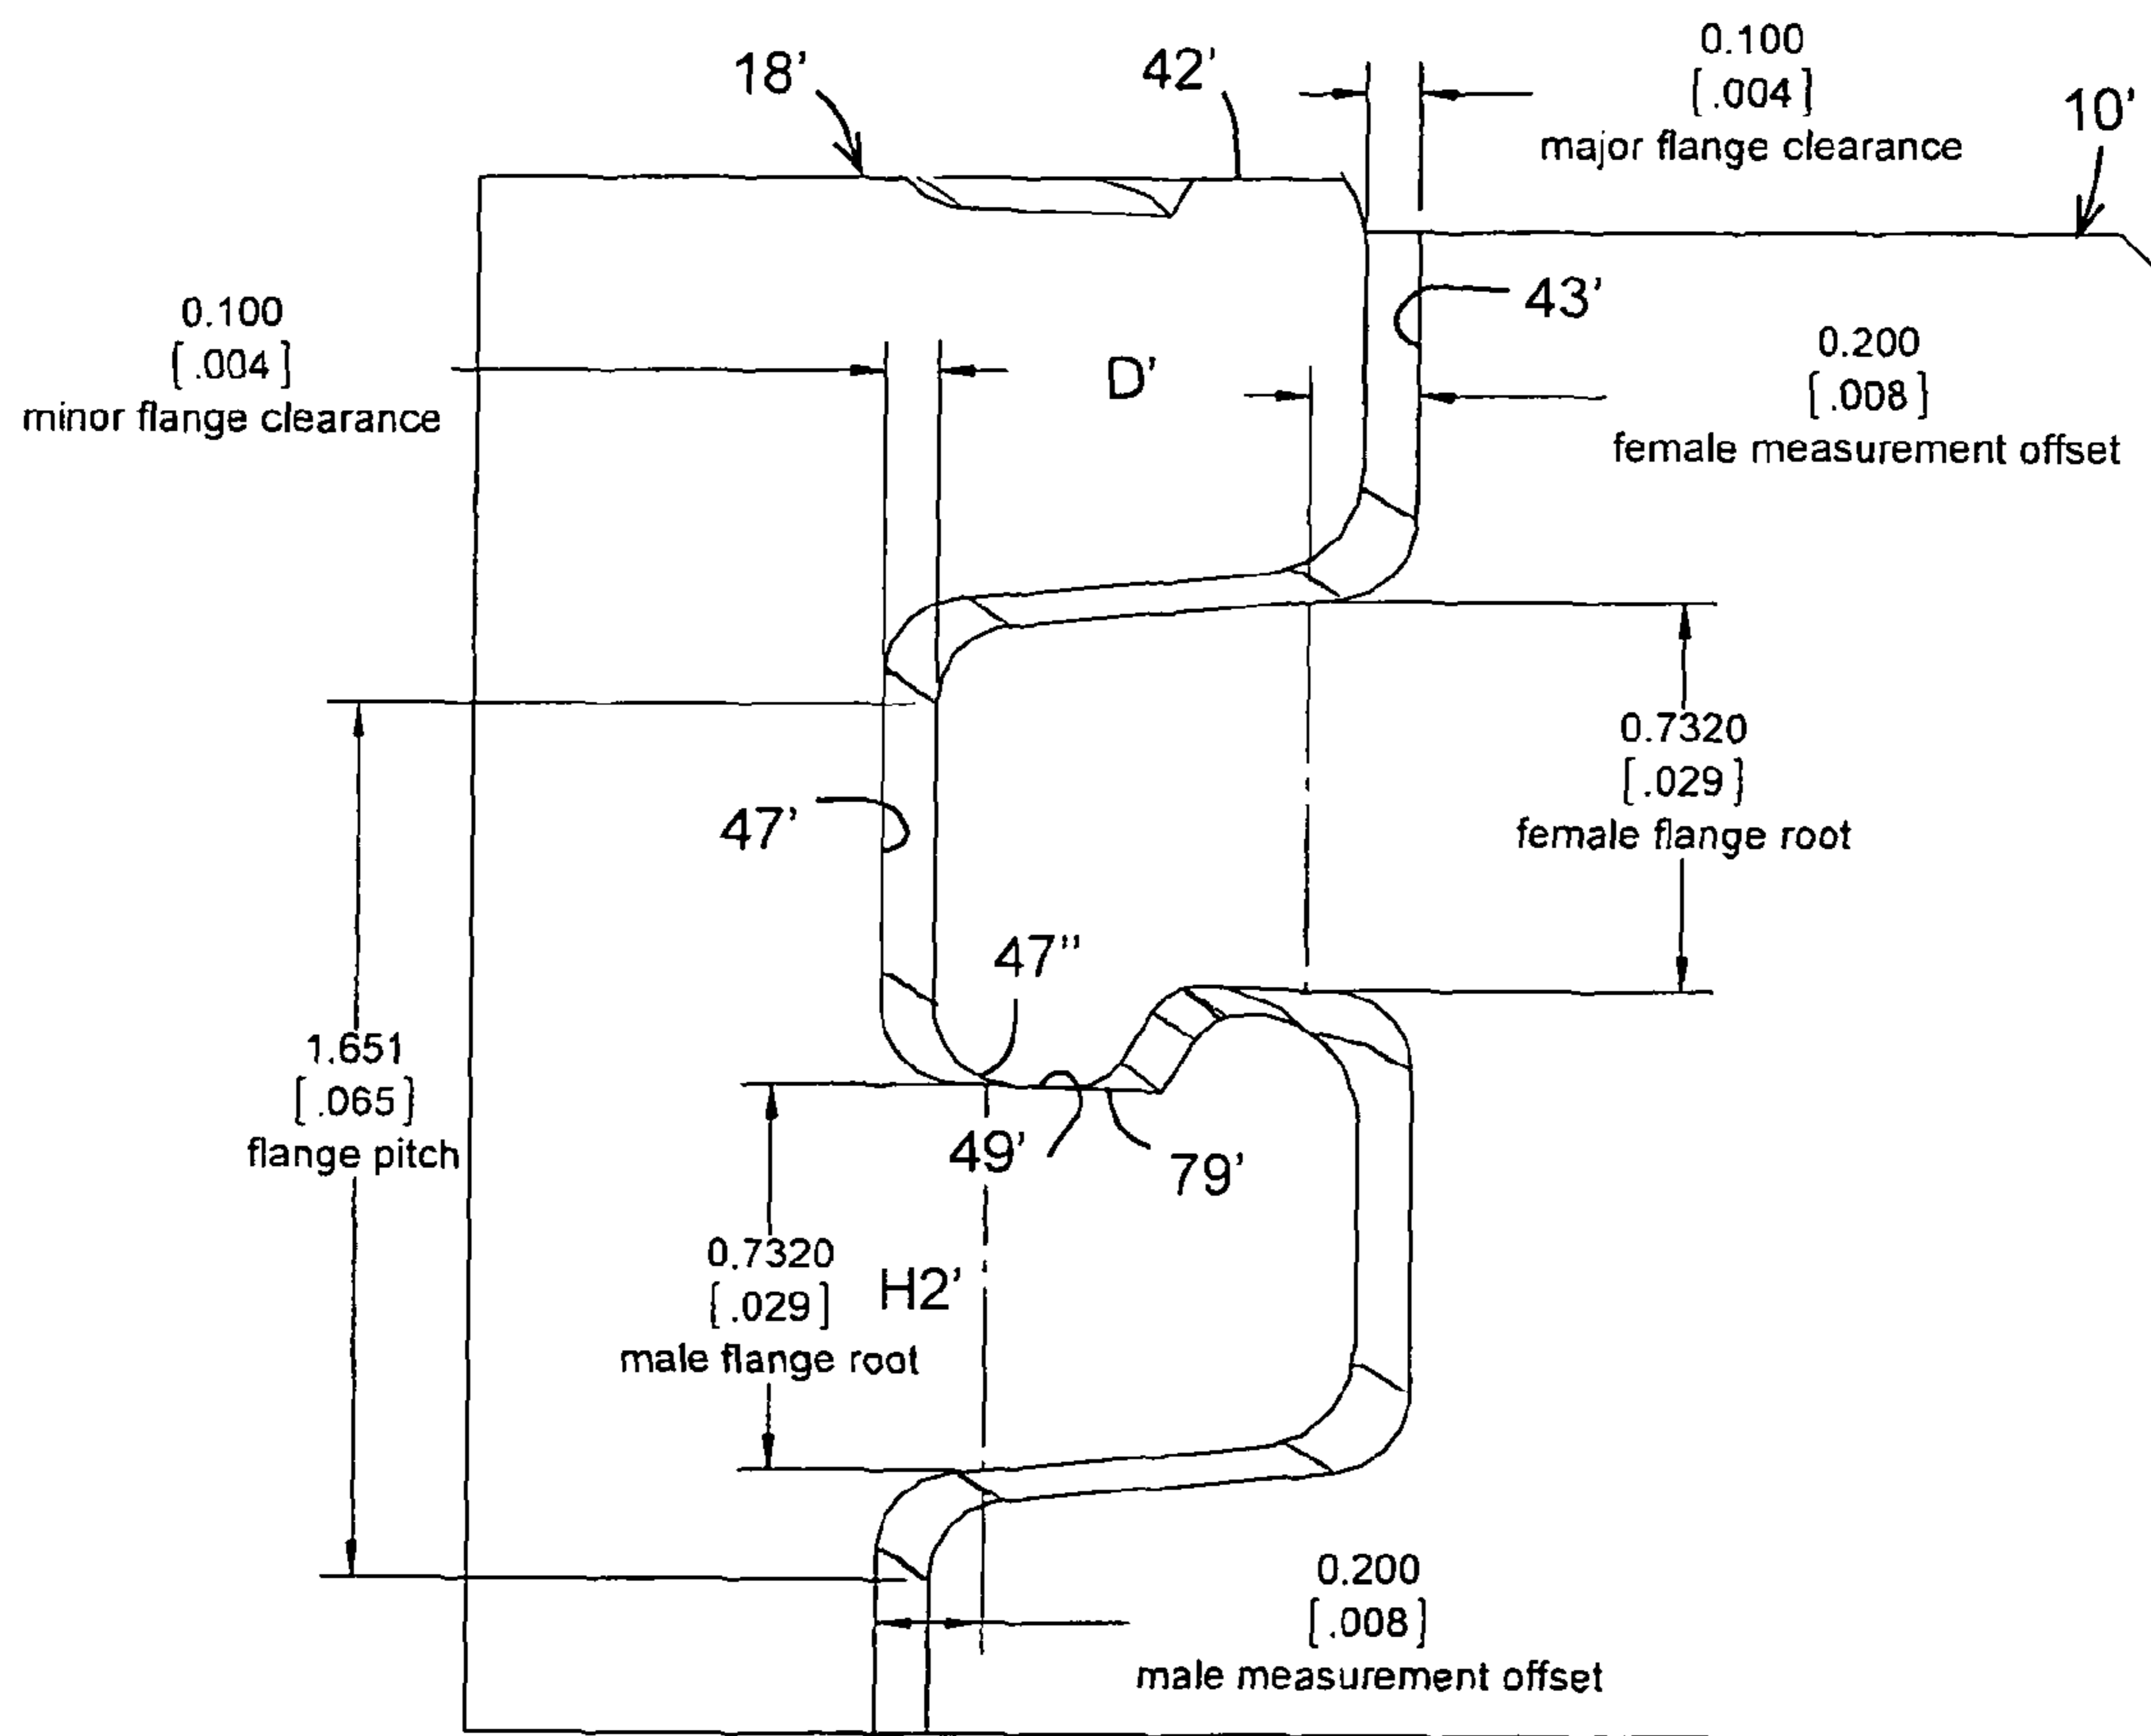 18'
42'
0.100
[.004]
major flange clearance
10'
0.100
[.004]
minor flange clearance
D'
43'
0.200
[.008]
female measurement offset
0.7320
[.029]
female flange root
47'
47"
1.651
[.065]
flange pitch
49'
79'
0.7320
[.029]
male flange root
H2'
0.200
[.008]
male measurement offset